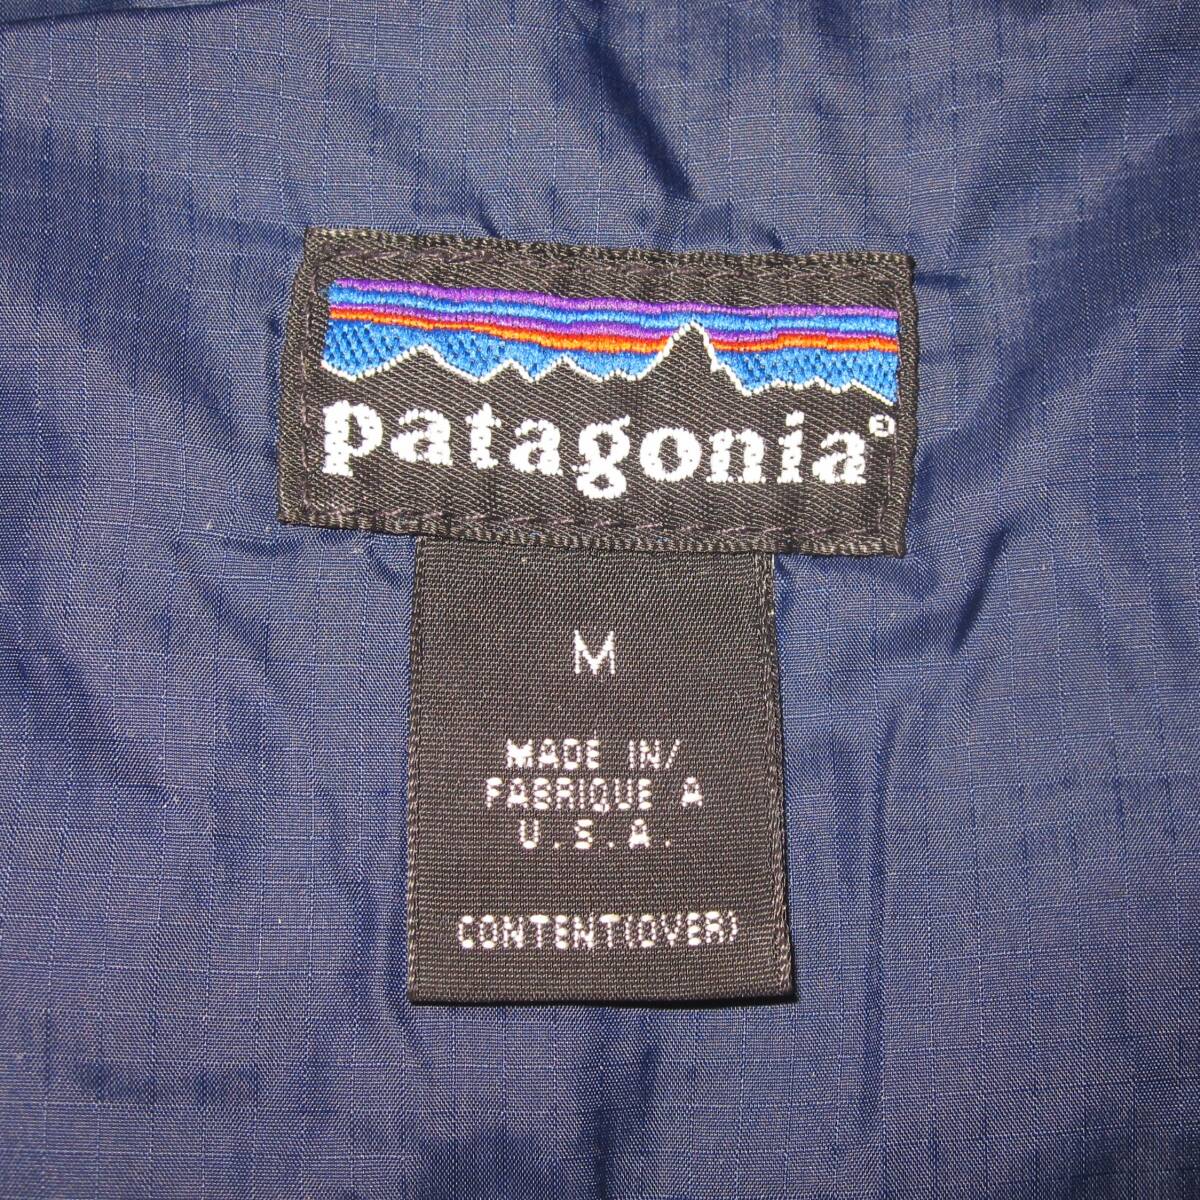 patagonia®
M
MADE IN/
FABRIQUE A
U.S.A.
CONTENT(OVER)